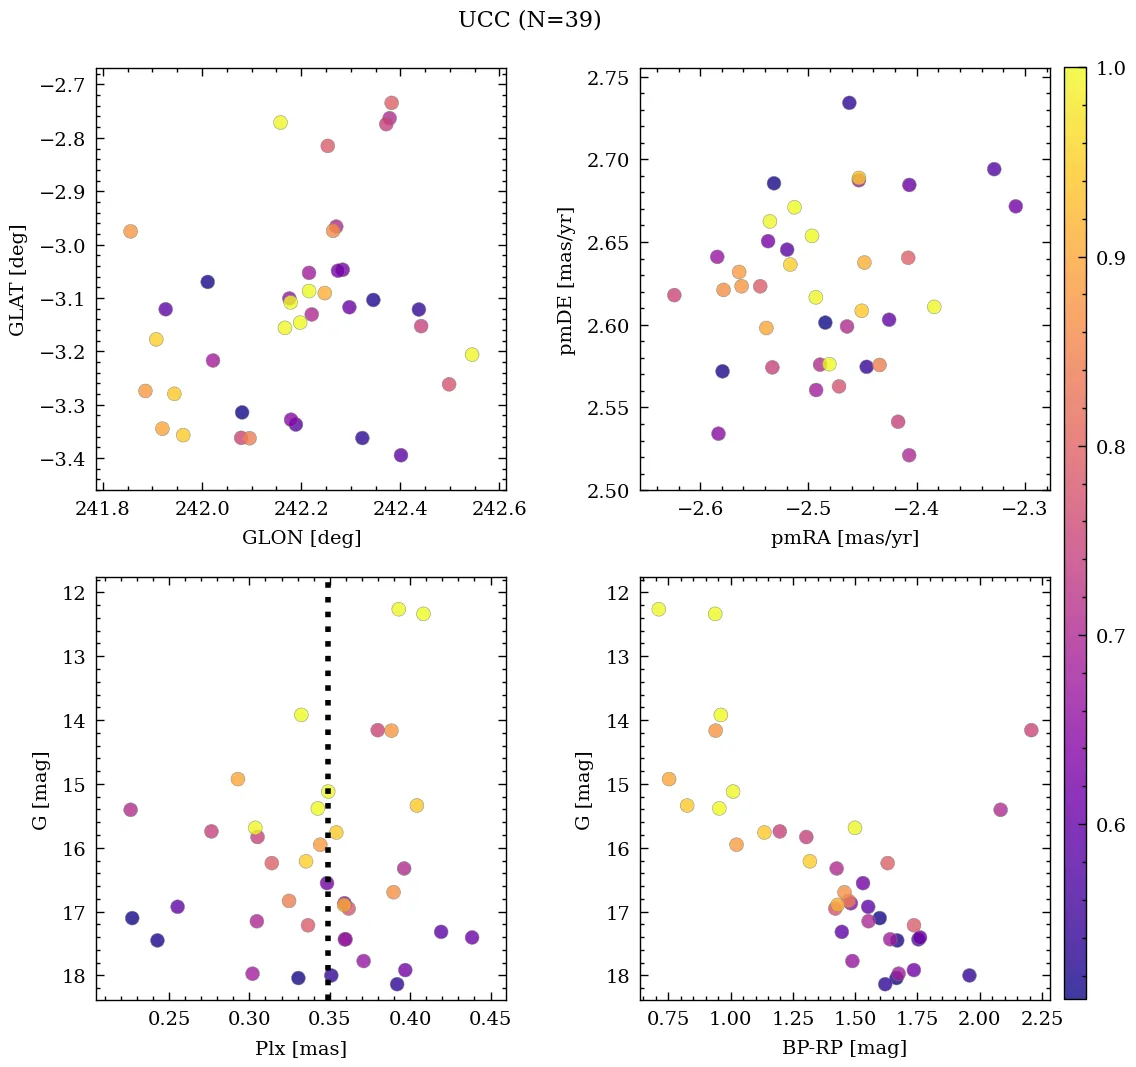 UCC (N=39)
−2.7
−2.8
−2.9
−3.0
−3.1
−3.2
−3.3
−3.4
GLAT [deg]
241.8 242.0 242.2 242.4 242.6
GLON [deg]
2.75
2.70
2.65
2.60
2.55
2.50
pmDE [mas/yr]
−2.6 −2.5 −2.4 −2.3
pmRA [mas/yr]
1.0
0.9
0.8
0.7
0.6
12
13
14
15
16
17
18
G [mag]
0.25 0.30 0.35 0.40 0.45
Plx [mas]
12
13
14
15
16
17
18
G [mag]
0.75 1.00 1.25 1.50 1.75 2.00 2.25
BP-RP [mag]